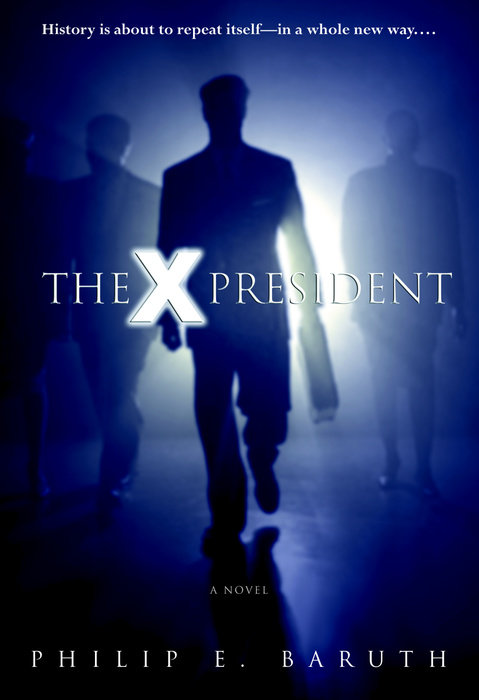 History is about to repeat itself—in a whole new way....
THE X PRESIDENT
A NOVEL
PHILIP E. BARUTH